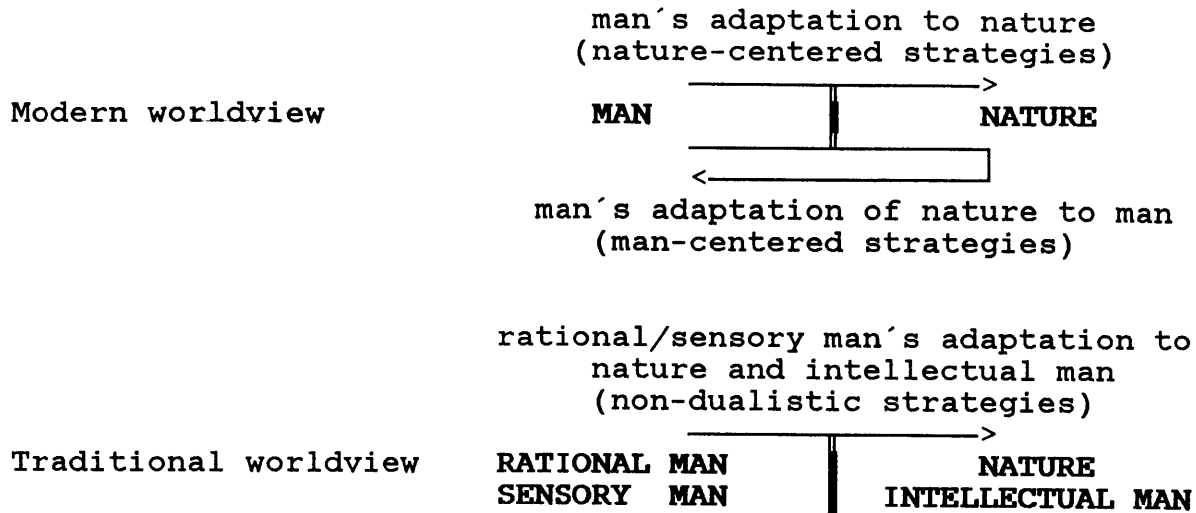 man´s adaptation to nature
(nature-centered strategies)
Modern worldview MAN NATURE
man´s adaptation of nature to man
(man-centered strategies)
rational/sensory man´s adaptation to
nature and intellectual man
(non-dualistic strategies)
Traditional worldview RATIONAL MAN NATURE
SENSORY MAN INTELLECTUAL MAN